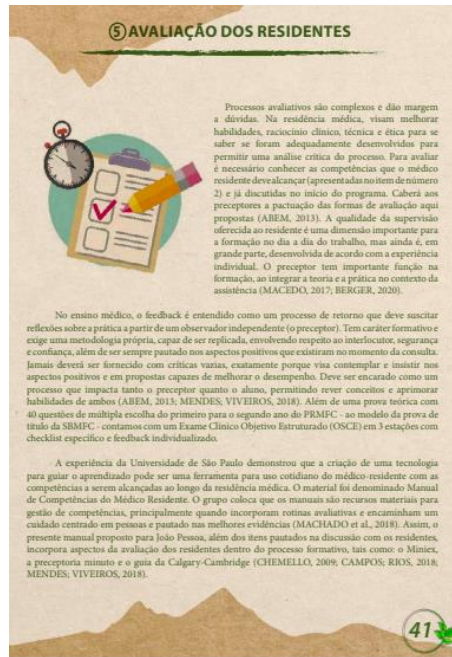 ⑤AVALIAÇÃO DOS RESIDENTES
Processos avaliativos são complexos e dão margem
a dúvidas. Na residência médica, visam melhorar
habilidades, raciocínio clínico, técnica e ética para se
saber se foram adequadamente desenvolvidos para
permitir uma análise crítica do processo. Para avaliar
é necessário conhecer as competências que o médico
residente deve alcançar (apresentadas no item de número
2) e já discutidas no início do programa. Caberá aos
preceptores a pactuação das formas de avaliação aqui
propostas (ABEM, 2013). A qualidade da supervisão
oferecida ao residente é uma dimensão importante para
a formação no dia a dia do trabalho, mas ainda é, em
grande parte, desenvolvida de acordo com a experiência
individual. O preceptor tem importante função na
formação, ao integrar a teoria e a prática no contexto da
assistência (MACEDO, 2017; BERGER, 2020).
No ensino médico, o feedback é entendido como um processo de retorno que deve suscitar
reflexões sobre a prática a partir de um observador independente (o preceptor). Tem caráter formativo e
exige uma metodologia própria, capaz de ser replicada, envolvendo respeito ao interlocutor, segurança
e confiança, além de ser sempre pautado nos aspectos positivos que existiram no momento da consulta.
Jamais deverá ser fornecido com críticas vazias, exatamente porque visa contemplar e insistir nos
aspectos positivos e em propostas capazes de melhorar o desempenho. Deve ser encarado como um
processo que impacta tanto o preceptor quanto o aluno, permitindo rever conceitos e aprimorar
habilidades de ambos (ABEM, 2013; MENDES; VIVEIROS, 2018). Além de uma prova teórica com
40 questões de múltipla escolha do primeiro para o segundo ano do PRMFC - ao modelo da prova de
título da SBMFC - contamos com um Exame Clínico Objetivo Estruturado (OSCE) em 3 estações com
checklist específico e feedback individualizado.
A experiência da Universidade de São Paulo demonstrou que a criação de uma tecnologia
para guiar o aprendizado pode ser uma ferramenta para uso cotidiano do médico-residente com as
competências a serem alcançadas ao longo da residência médica. O material foi denominado Manual
de Competências do Médico Residente. O grupo coloca que os manuais são recursos materiais para
gestão de competências, principalmente quando incorporam rotinas avaliativas e encaminham um
cuidado centrado em pessoas e pautado nas melhores evidências (MACHADO et al., 2018). Assim, o
presente manual proposto para João Pessoa, além dos itens pautados na discussão com os residentes,
incorpora aspectos da avaliação dos residentes dentro do processo formativo, tais como: o Miniex,
a preceptoria minuto e o guia da Calgary-Cambridge (CHEMELLO, 2009; CAMPOS; RIOS, 2018;
MENDES; VIVEIROS, 2018).
41